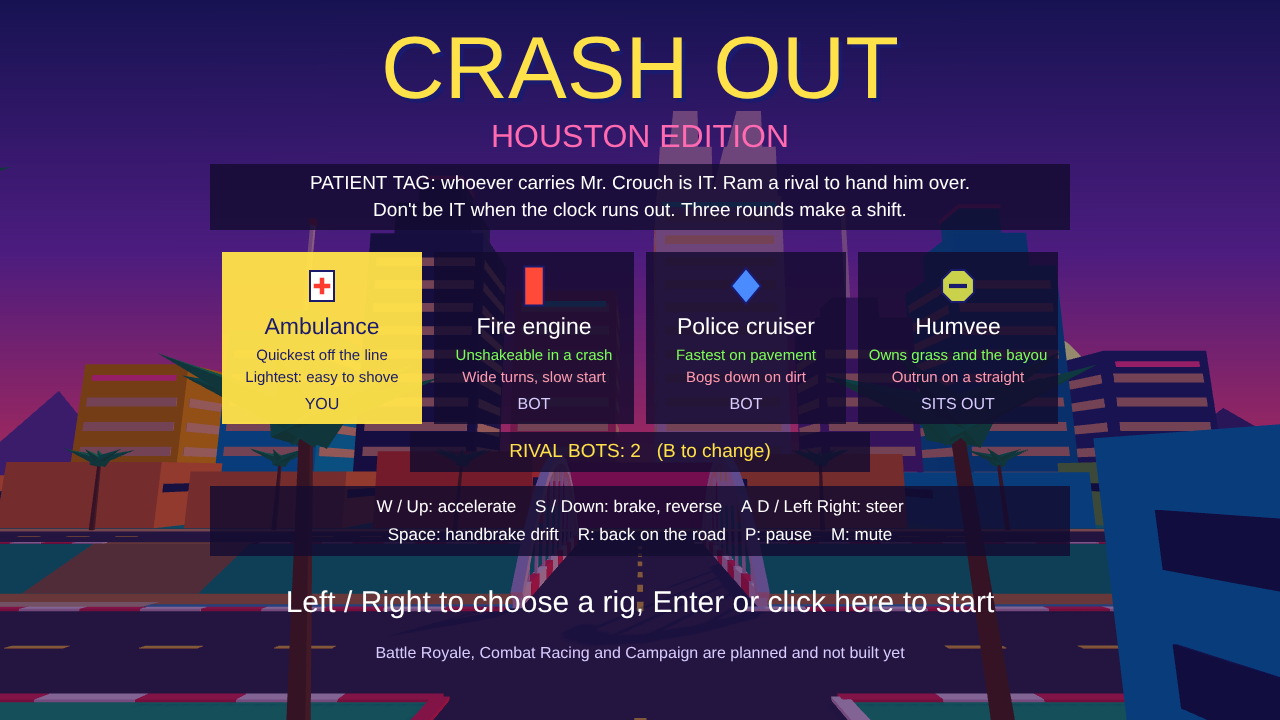 CRASH OUT
HOUSTON EDITION
PATIENT TAG: whoever carries Mr. Crouch is IT. Ram a rival to hand him over.
Don't be IT when the clock runs out. Three rounds make a shift.
Ambulance
Quickest off the line
Lightest: easy to shove
YOU
Fire engine
Unshakeable in a crash
Wide turns, slow start
BOT
Police cruiser
Fastest on pavement
Bogs down on dirt
BOT
Humvee
Owns grass and the bayou
Outrun on a straight
SITS OUT
RIVAL BOTS: 2 (B to change)
W / Up: accelerate S / Down: brake, reverse A D / Left Right: steer
Space: handbrake drift R: back on the road P: pause M: mute
Left / Right to choose a rig, Enter or click here to start
Battle Royale, Combat Racing and Campaign are planned and not built yet